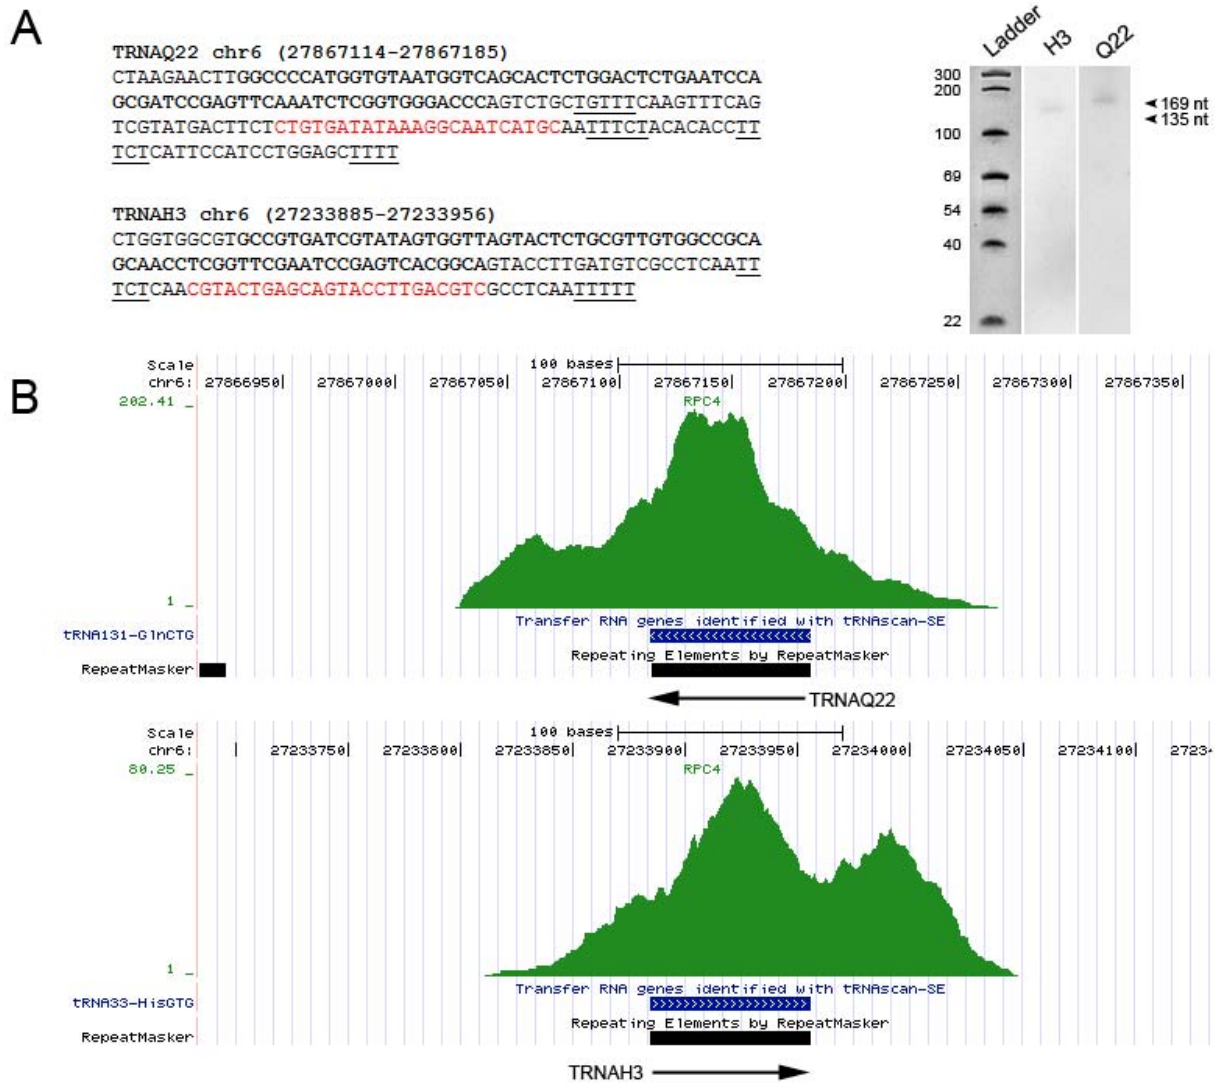 A
TRNAQ22 chr6 (27867114-27867185)
CTAAGAACTTGGCCCCATGGTGTAATGGTCAGCACTCTGGACTCTGAATCCA
GCGATCCGAGTTCAAATCTCGGTGGGACCCAGTCTGCTGTTTCAAGTTTCAG
TCGTATGACTTCTCTGTGATATAAAGGCAATCATGCAATTTCTACACACCTT
TCTCATTCCATCCTGGAGCTTTT
TRNAH3 chr6 (27233885-27233956)
CTGGTGGCGTGCCGTGATCGTATAGTGGTTAGTACTCTGCGTTGTGGCCGCA
GCAACCTCGGTTCGAATCCGAGTCACGGCAGTACCTTGATGTCGCCTCAATT
TCTCAACGTACTGAGCAGTACCTTGACGTCGCCTCAATTTTT
Ladder H3 Q22
300
200
169 nt
135 nt
100
69
54
40
22
B
Scale 100 bases
chr6: 27866950 27867000 27867050 27867100 27867150 27867200 27867250 27867300 27867350
202.41 RPC4
1
Transfer RNA genes identified with tRNAscan-SE
tRNA131-GlnCTG
Repeating Elements by RepeatMasker
RepeatMasker
TRNAQ22
Scale 100 bases
chr6: 27233750 27233800 27233850 27233900 27233950 27234000 27234050 27234100 2723
80.25 RPC4
1
Transfer RNA genes identified with tRNAscan-SE
tRNA33-HisGTG
Repeating Elements by RepeatMasker
RepeatMasker
TRNAH3